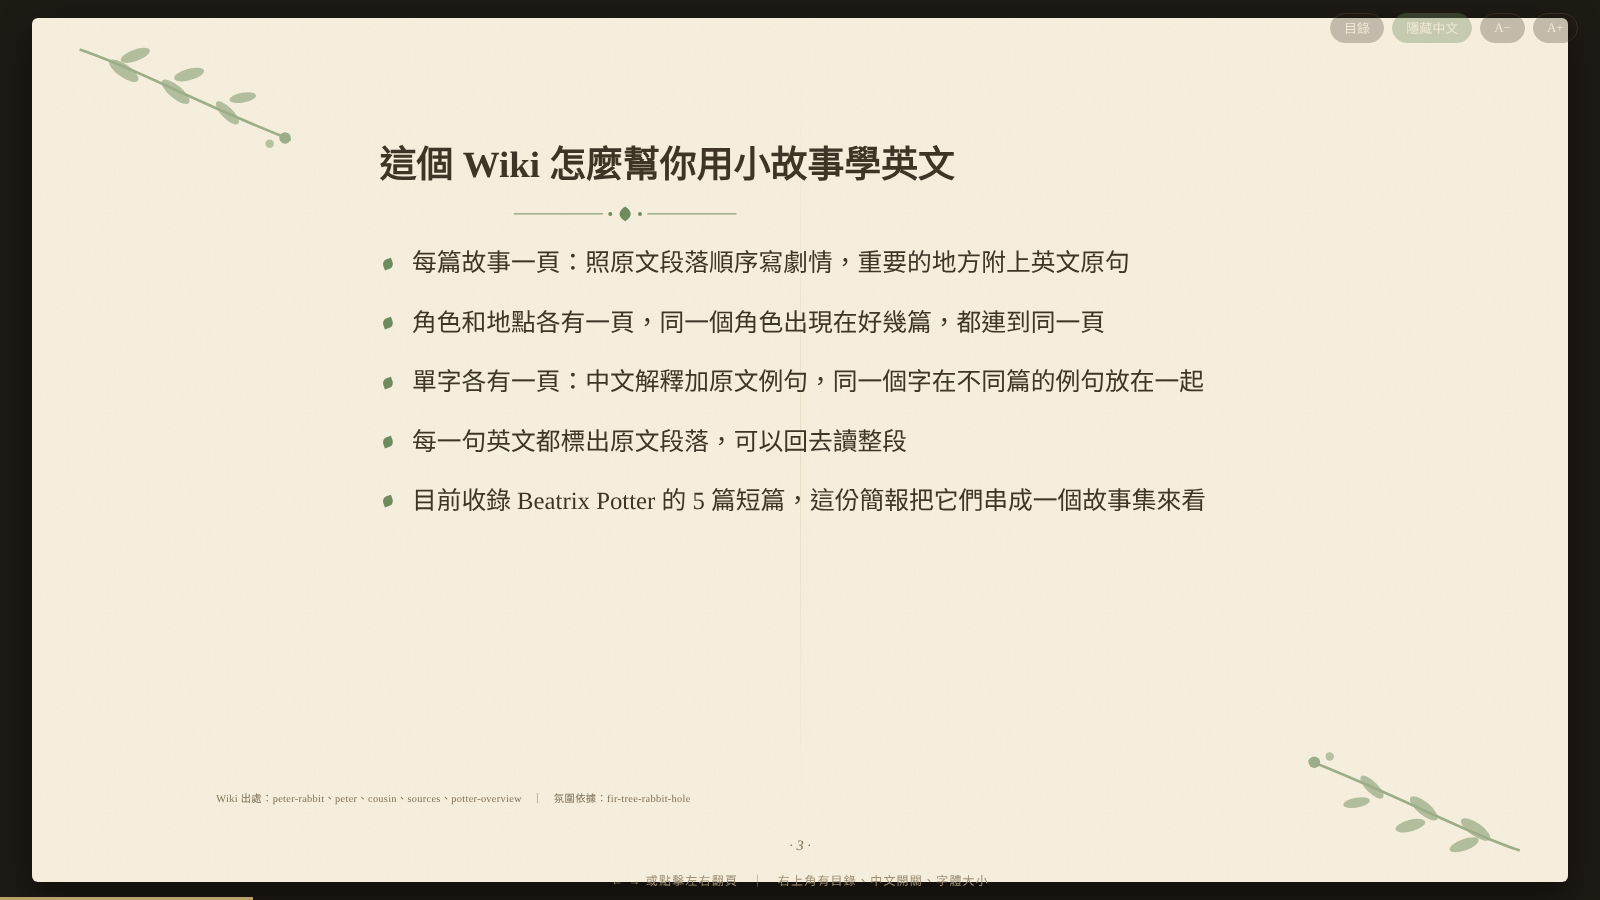 目錄 隱藏中文 A− A+
這個 Wiki 怎麼幫你用小故事學英文
每篇故事一頁：照原文段落順序寫劇情，重要的地方附上英文原句
角色和地點各有一頁，同一個角色出現在好幾篇，都連到同一頁
單字各有一頁：中文解釋加原文例句，同一個字在不同篇的例句放在一起
每一句英文都標出原文段落，可以回去讀整段
目前收錄 Beatrix Potter 的 5 篇短篇，這份簡報把它們串成一個故事集來看
Wiki 出處：peter-rabbit、peter、cousin、sources、potter-overview ｜ 氛圍依據：fir-tree-rabbit-hole
· 3 ·
← → 或點擊左右翻頁 ｜ 右上角有目錄、中文開關、字體大小